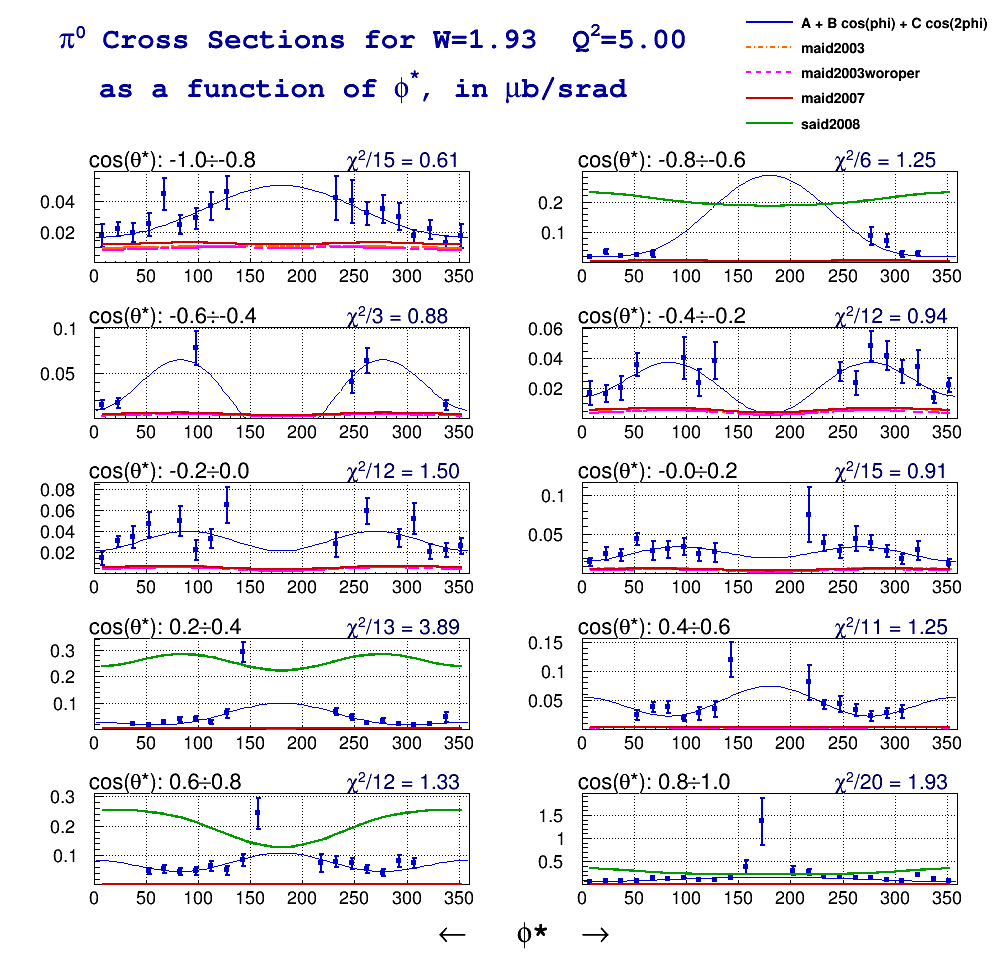 π⁰ Cross Sections for W=1.93 Q²=5.00
as a function of ϕ*, in μb/srad
A + B cos(phi) + C cos(2phi)
maid2003
maid2003woroper
maid2007
said2008
cos(θ*): -1.0÷-0.8 χ²/15 = 0.61
0.04
0.02
0 50 100 150 200 250 300 350
cos(θ*): -0.8÷-0.6 χ²/6 = 1.25
0.2
0.1
0 50 100 150 200 250 300 350
cos(θ*): -0.6÷-0.4 χ²/3 = 0.88
0.1
0.05
0 50 100 150 200 250 300 350
cos(θ*): -0.4÷-0.2 χ²/12 = 0.94
0.06
0.04
0.02
0 50 100 150 200 250 300 350
cos(θ*): -0.2÷0.0 χ²/12 = 1.50
0.08
0.06
0.04
0.02
0 50 100 150 200 250 300 350
cos(θ*): -0.0÷0.2 χ²/15 = 0.91
0.1
0.05
0 50 100 150 200 250 300 350
cos(θ*): 0.2÷0.4 χ²/13 = 3.89
0.3
0.2
0.1
0 50 100 150 200 250 300 350
cos(θ*): 0.4÷0.6 χ²/11 = 1.25
0.15
0.1
0.05
0 50 100 150 200 250 300 350
cos(θ*): 0.6÷0.8 χ²/12 = 1.33
0.3
0.2
0.1
0 50 100 150 200 250 300 350
cos(θ*): 0.8÷1.0 χ²/20 = 1.93
1.5
1
0.5
0 50 100 150 200 250 300 350
← ϕ* →